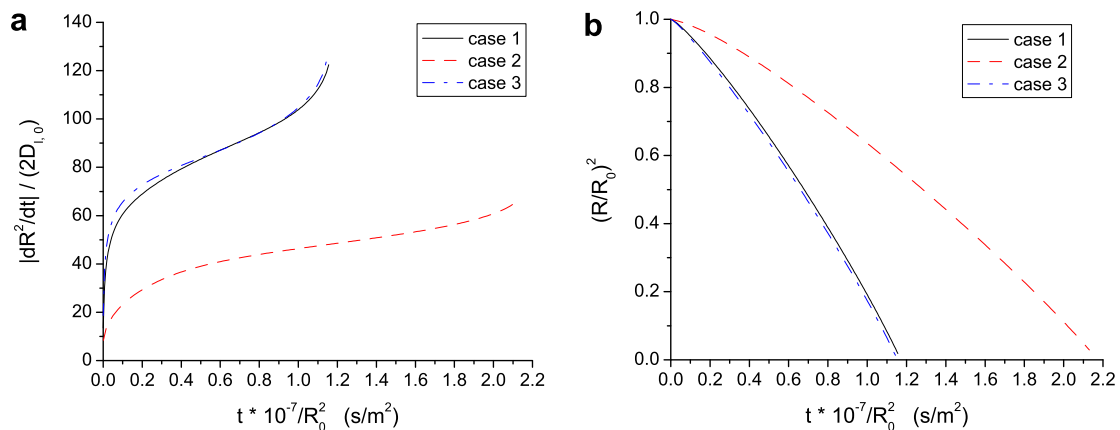 a
|dR²/dt| / (2D_{l, 0})
140
120
100
80
60
40
20
0
case 1
case 2
case 3
0.0 0.2 0.4 0.6 0.8 1.0 1.2 1.4 1.6 1.8 2.0 2.2
t * 10⁻⁷/R₀² (s/m²)
b
(R/R₀)²
1.0
0.8
0.6
0.4
0.2
0.0
case 1
case 2
case 3
0.0 0.2 0.4 0.6 0.8 1.0 1.2 1.4 1.6 1.8 2.0 2.2
t * 10⁻⁷/R₀² (s/m²)